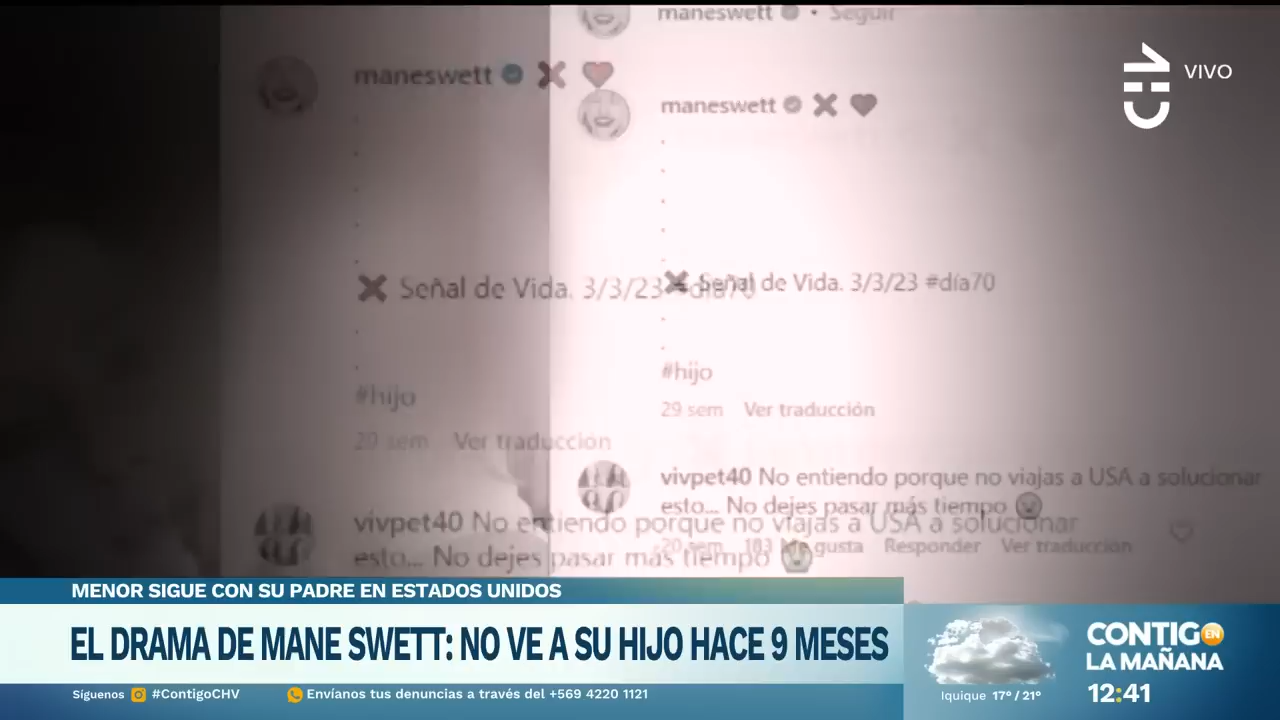 maneswett • Seguir
maneswett
maneswett
VIVO
Señal de Vida. 3/3/23 #día70
Señal de Vida. 3/3/23 #día70
#hijo
29 sem Ver traducción
#hijo
29 sem Ver traducción
vivpet40 No entiendo porque no viajas a USA a solucionar
esto... No dejes pasar más tiempo
vivpet40 No entiendo porque no viajas a USA a solucionar
esto... No dejes pasar más tiempo
Me gusta Responder Ver traducción
MENOR SIGUE CON SU PADRE EN ESTADOS UNIDOS
EL DRAMA DE MANE SWETT: NO VE A SU HIJO HACE 9 MESES
CONTIGO EN
LA MAÑANA
Iquique 17° / 21°
12:41
Síguenos #ContigoCHV Envíanos tus denuncias a través del +569 4220 1121